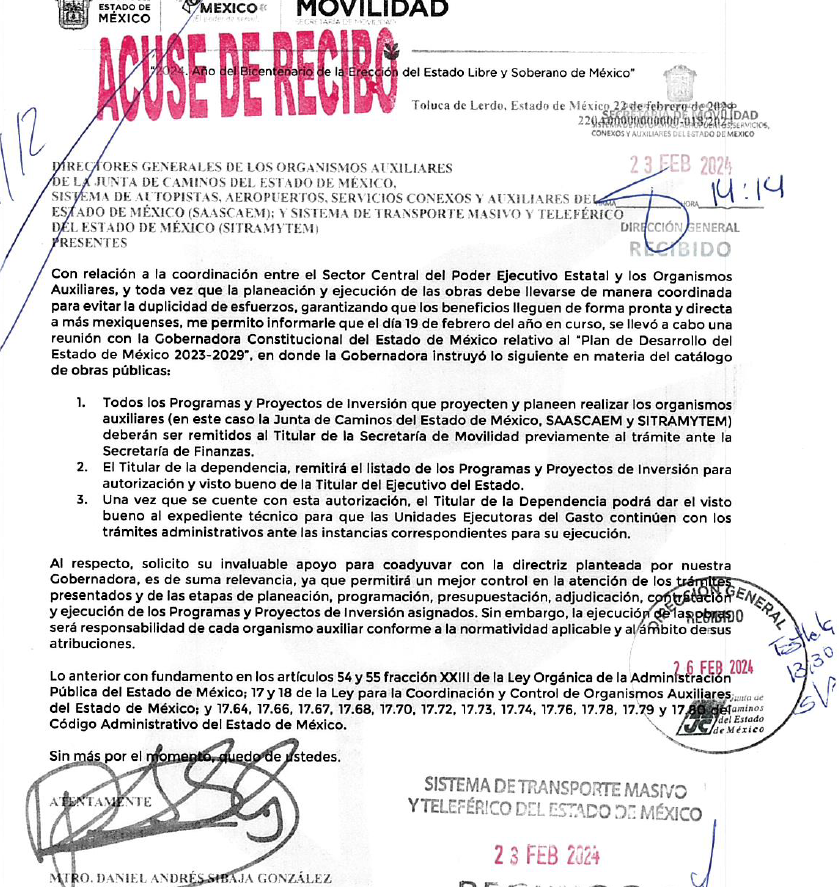 ESTADO DE
MÉXICO
MÉXICO
El poder de servir
MOVILIDAD
SECRETARÍA DE MOVILIDAD
ACUSE DE RECIBO
"2024. Año del Bicentenario de la Erección del Estado Libre y Soberano de México"
Toluca de Lerdo, Estado de México 22 de febrero de 2024
SECRETARÍA DE MOVILIDAD
CONEXOS Y AUXILIARES DEL ESTADO DE MÉXICO
23 FEB 2024
HORA 14:14
DIRECCIÓN GENERAL
RECIBIDO
DIRECTORES GENERALES DE LOS ORGANISMOS AUXILIARES
DE LA JUNTA DE CAMINOS DEL ESTADO DE MÉXICO,
SISTEMA DE AUTOPISTAS, AEROPUERTOS, SERVICIOS CONEXOS Y AUXILIARES DEL
ESTADO DE MÉXICO (SAASCAEM); Y SISTEMA DE TRANSPORTE MASIVO Y TELEFÉRICO
DEL ESTADO DE MÉXICO (SITRAMYTEM)
PRESENTES
Con relación a la coordinación entre el Sector Central del Poder Ejecutivo Estatal y los Organismos
Auxiliares, y toda vez que la planeación y ejecución de las obras debe llevarse de manera coordinada
para evitar la duplicidad de esfuerzos, garantizando que los beneficios lleguen de forma pronta y directa
a más mexiquenses, me permito informarle que el día 19 de febrero del año en curso, se llevó a cabo una
reunión con la Gobernadora Constitucional del Estado de México relativo al "Plan de Desarrollo del
Estado de México 2023-2029", en donde la Gobernadora instruyó lo siguiente en materia del catálogo
de obras públicas:
1. Todos los Programas y Proyectos de Inversión que proyecten y planeen realizar los organismos
auxiliares (en este caso la Junta de Caminos del Estado de México, SAASCAEM y SITRAMYTEM)
deberán ser remitidos al Titular de la Secretaría de Movilidad previamente al trámite ante la
Secretaría de Finanzas.
2. El Titular de la dependencia, remitirá el listado de los Programas y Proyectos de Inversión para
autorización y visto bueno de la Titular del Ejecutivo del Estado.
3. Una vez que se cuente con esta autorización, el Titular de la Dependencia podrá dar el visto
bueno al expediente técnico para que las Unidades Ejecutoras del Gasto continúen con los
trámites administrativos ante las instancias correspondientes para su ejecución.
Al respecto, solicito su invaluable apoyo para coadyuvar con la directriz planteada por nuestra
Gobernadora, es de suma relevancia, ya que permitirá un mejor control en la atención de los trámites
presentados y de las etapas de planeación, programación, presupuestación, adjudicación, contratación
y ejecución de los Programas y Proyectos de Inversión asignados. Sin embargo, la ejecución de las obras
será responsabilidad de cada organismo auxiliar conforme a la normatividad aplicable y al ámbito de sus
atribuciones.
DIRECCIÓN GENERAL
RECIBIDO
26 FEB 2024
Junta de
Caminos
del Estado
de México
13:30
Lo anterior con fundamento en los artículos 54 y 55 fracción XXIII de la Ley Orgánica de la Administración
Pública del Estado de México; 17 y 18 de la Ley para la Coordinación y Control de Organismos Auxiliares
del Estado de México; y 17.64, 17.66, 17.67, 17.68, 17.70, 17.72, 17.73, 17.74, 17.76, 17.78, 17.79 y 17.80 del
Código Administrativo del Estado de México.
Sin más por el momento, quedo de ustedes.
ATENTAMENTE
MTRO. DANIEL ANDRÉS SIBAJA GONZÁLEZ
SISTEMA DE TRANSPORTE MASIVO
Y TELEFÉRICO DEL ESTADO DE MÉXICO
23 FEB 2024